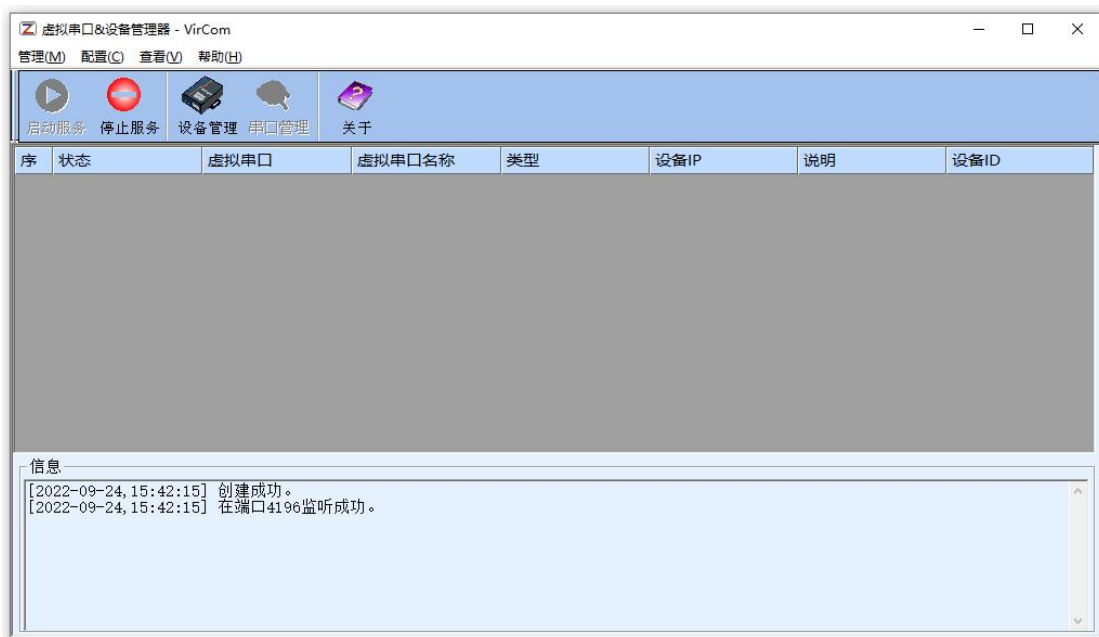 虚拟串口&设备管理器 - VirCom
管理(M) 配置(C) 查看(V) 帮助(H)
启动服务 停止服务 设备管理 串口管理 关于
序 状态 虚拟串口 虚拟串口名称 类型 设备IP 说明 设备ID
信息
[2022-09-24,15:42:15] 创建成功。
[2022-09-24,15:42:15] 在端口4196监听成功。